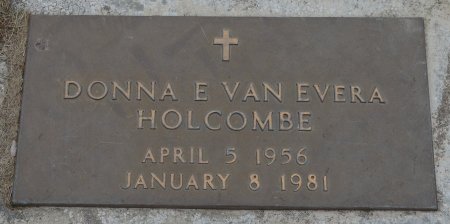 DONNA E VAN EVERA
HOLCOMBE
APRIL 5 1956
JANUARY 8 1981